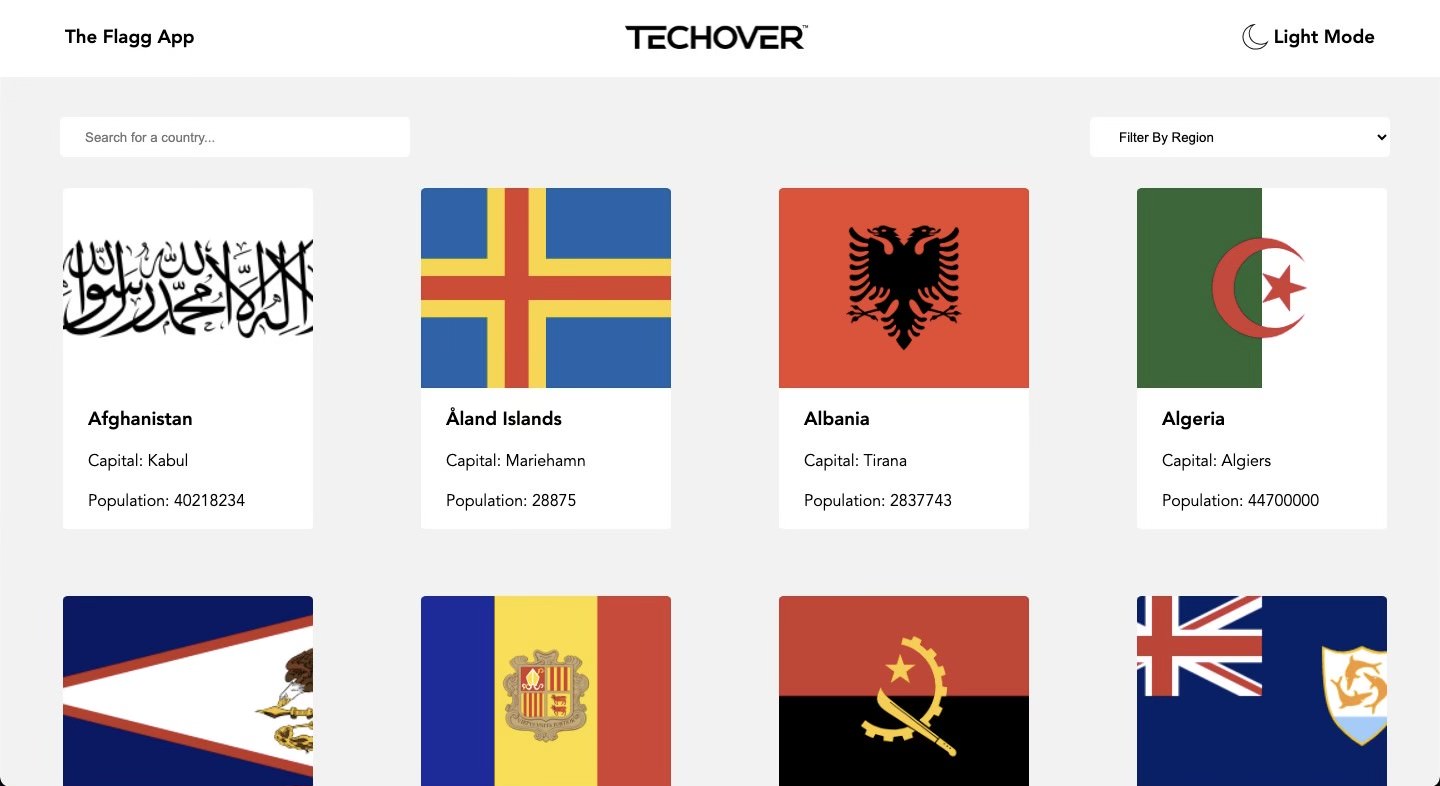 The Flagg App
TECHOVER™
Light Mode
Search for a country...
Filter By Region
لا إله إلا الله محمد رسول الله
Afghanistan
Capital: Kabul
Population: 40218234
Åland Islands
Capital: Mariehamn
Population: 28875
Albania
Capital: Tirana
Population: 2837743
Algeria
Capital: Algiers
Population: 44700000